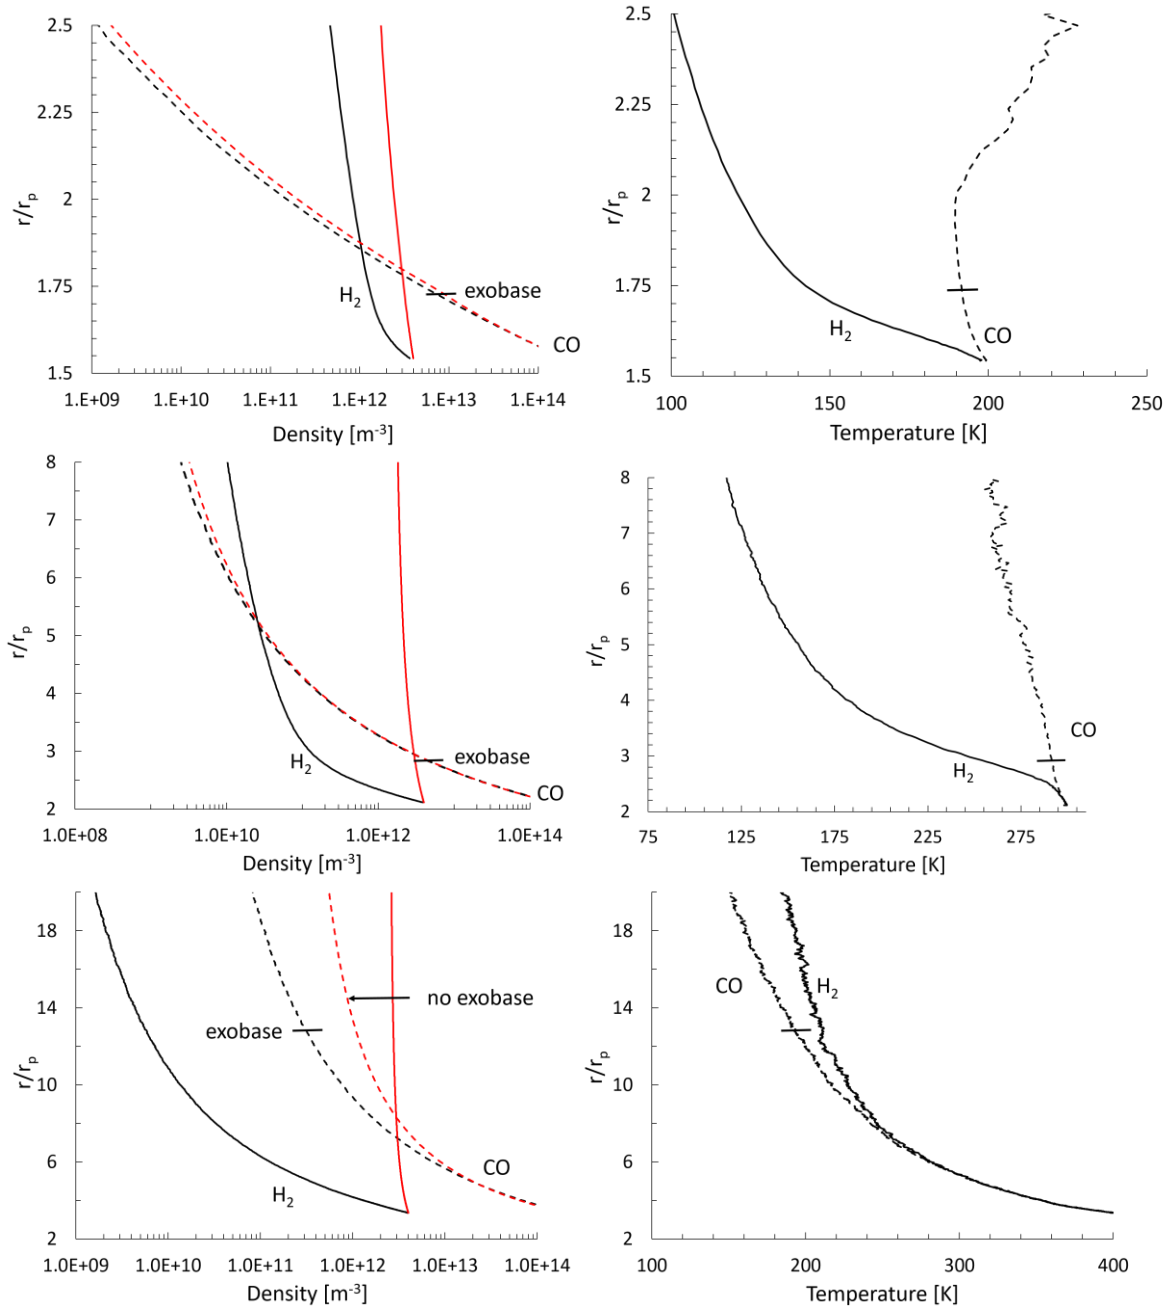 2.5
2.25
2
1.75
1.5
r/rp
H2
exobase
CO
1.E+09 1.E+10 1.E+11 1.E+12 1.E+13 1.E+14
Density [m-3]
2.5
2.25
2
1.75
1.5
r/rp
H2
CO
100 150 200 250
Temperature [K]
8
7
6
5
4
3
2
r/rp
H2
exobase
CO
1.0E+08 1.0E+10 1.0E+12 1.0E+14
Density [m-3]
8
7
6
5
4
3
2
r/rp
CO
H2
75 125 175 225 275
Temperature [K]
18
14
10
6
2
r/rp
no exobase
exobase
CO
H2
1.0E+09 1.0E+10 1.0E+11 1.0E+12 1.0E+13 1.0E+14
Density [m-3]
18
14
10
6
2
r/rp
CO
H2
100 200 300 400
Temperature [K]